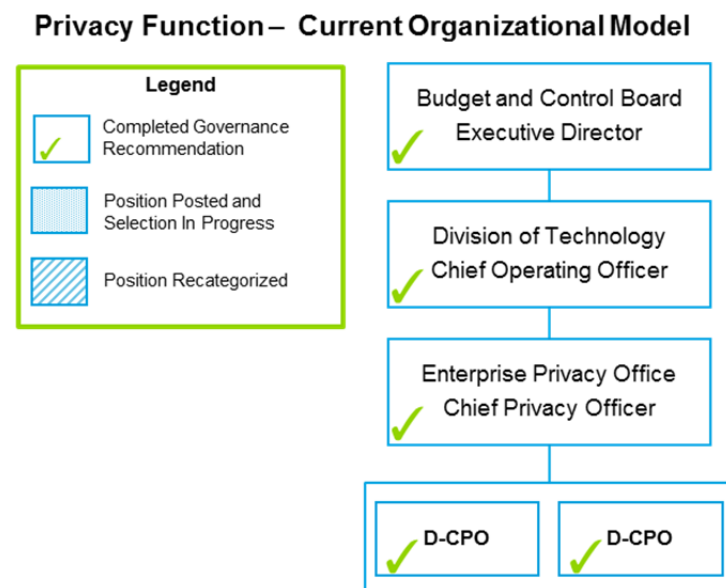 Privacy Function – Current Organizational Model
Legend
Completed Governance
Recommendation
Position Posted and
Selection In Progress
Position Recategorized
Budget and Control Board
Executive Director
Division of Technology
Chief Operating Officer
Enterprise Privacy Office
Chief Privacy Officer
D-CPO
D-CPO